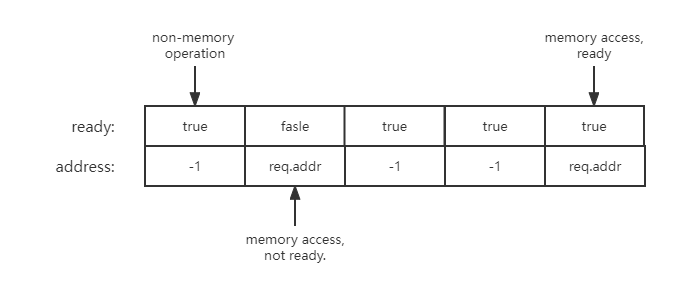 non-memory
operation
memory access,
ready
ready: true fasle true true true
address: -1 req.addr -1 -1 req.addr
memory access,
not ready.